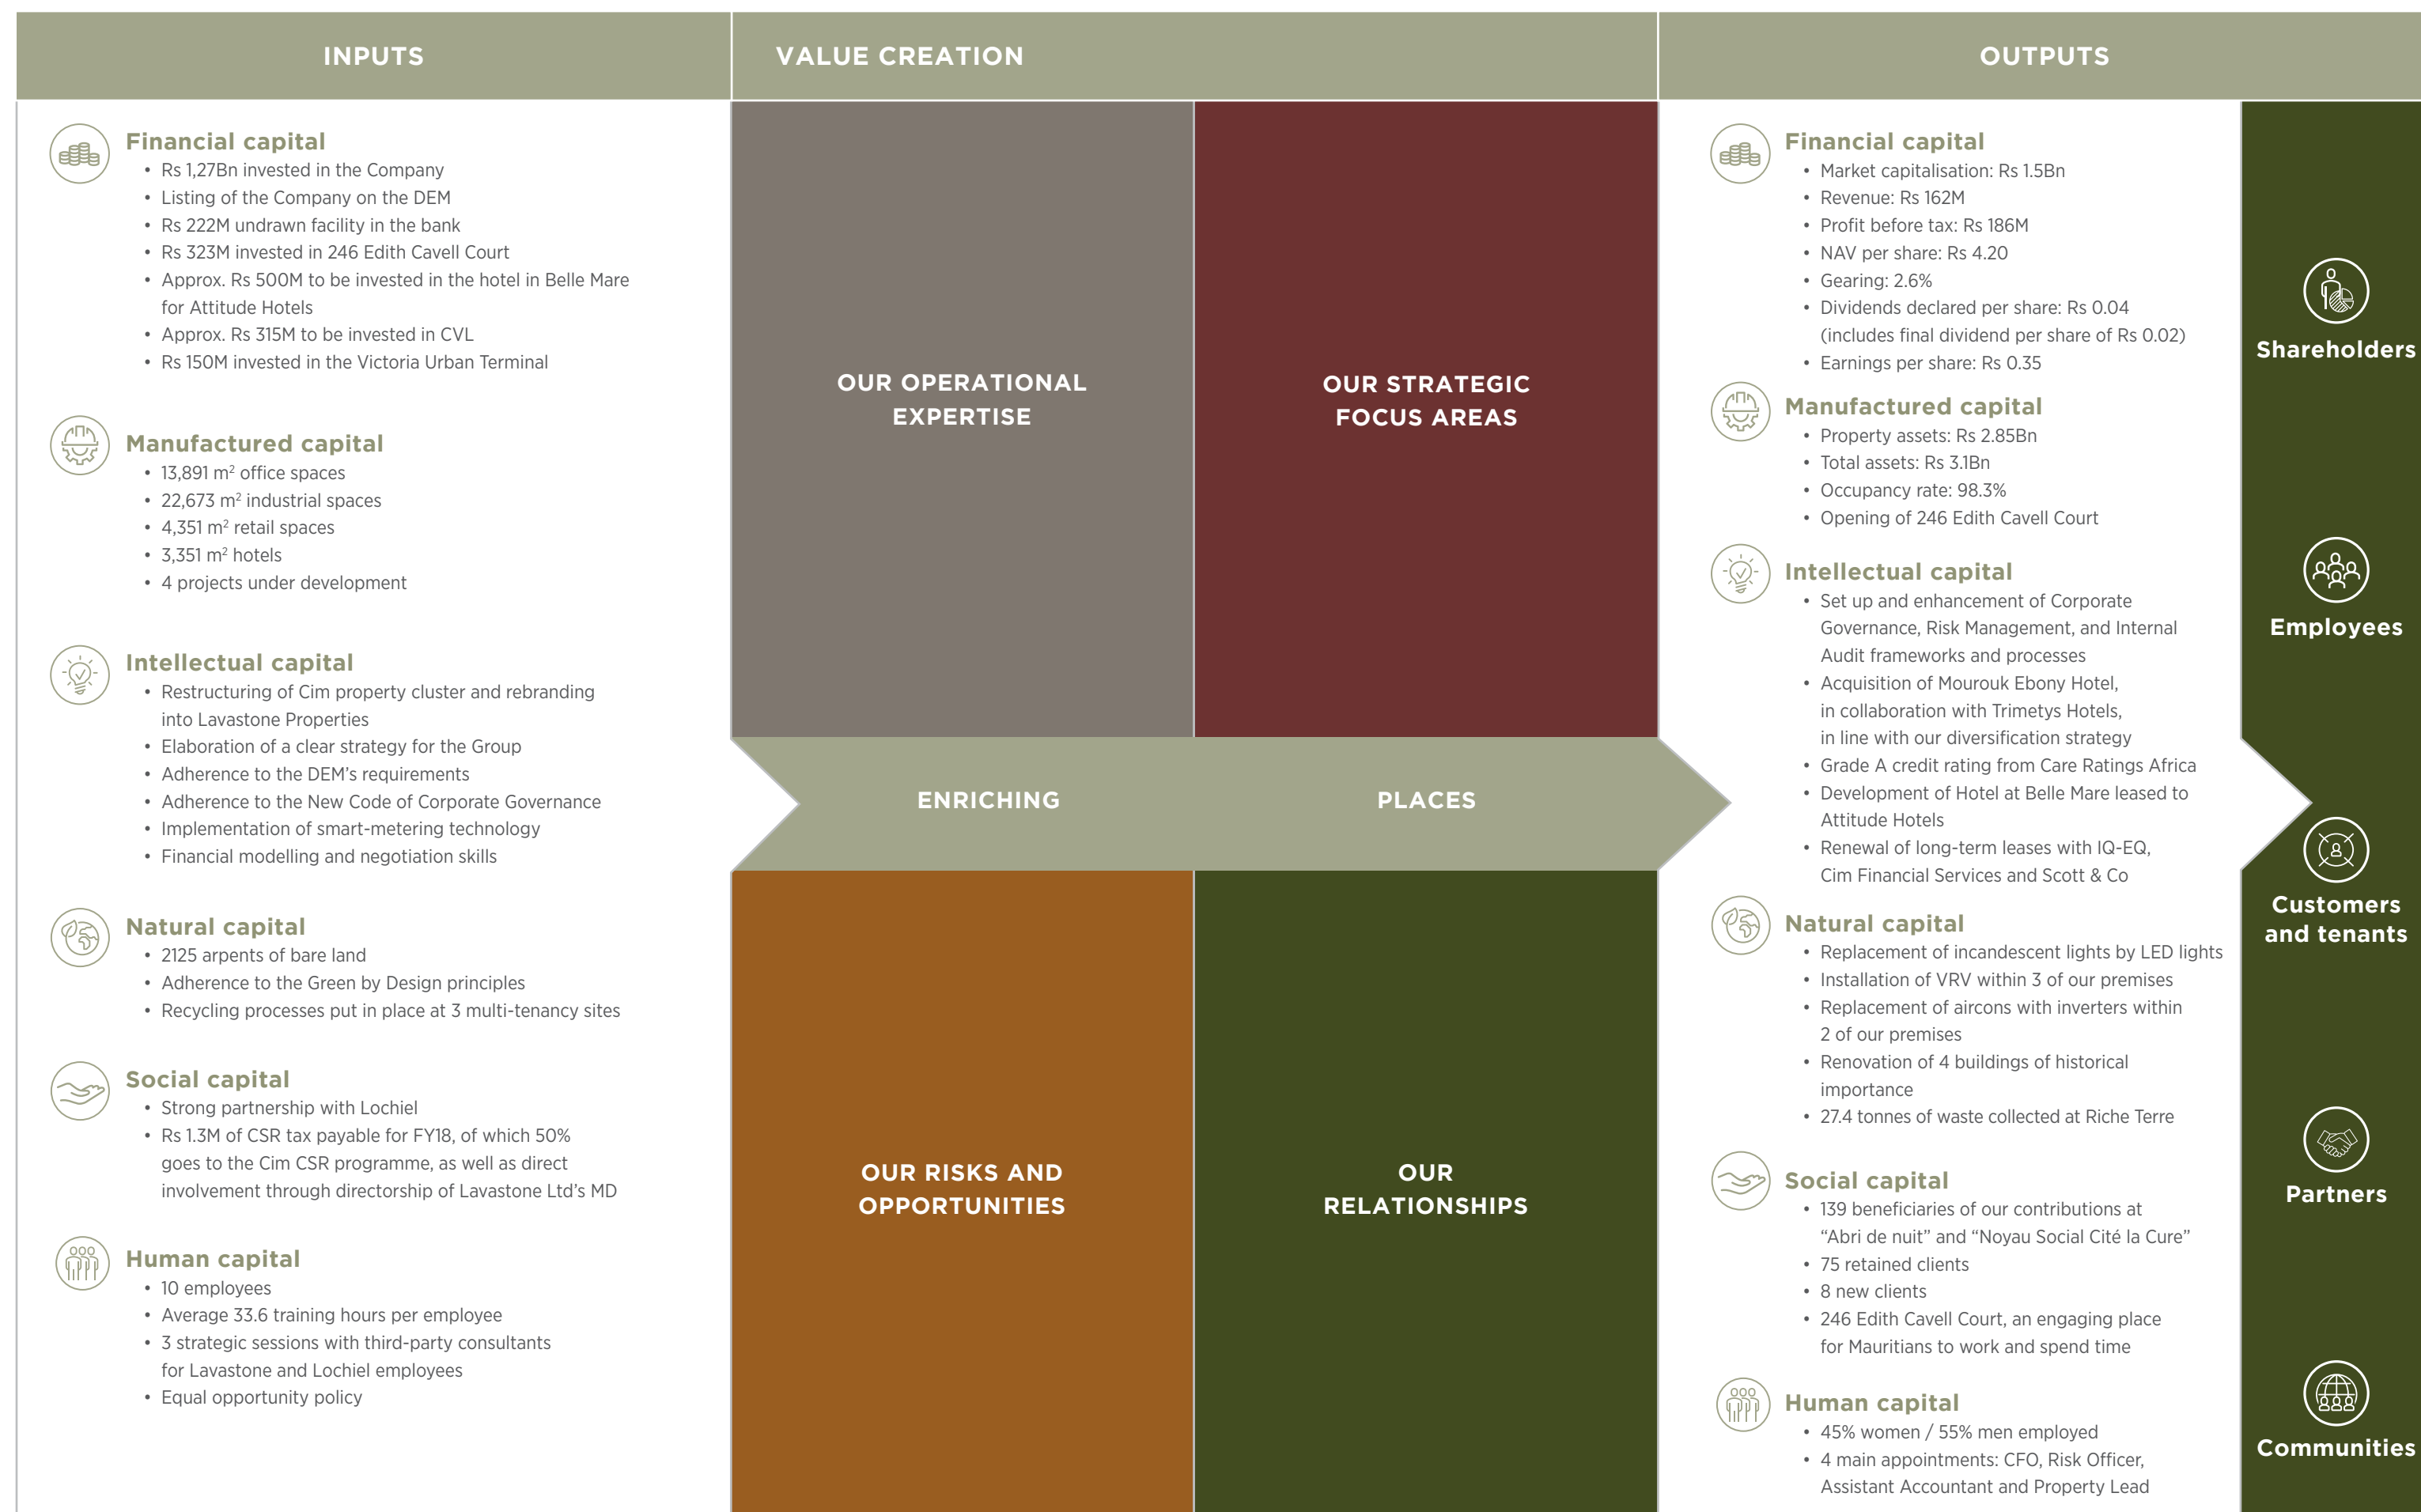 INPUTS
VALUE CREATION
OUTPUTS
Financial capital
• Rs 1,27Bn invested in the Company
• Listing of the Company on the DEM
• Rs 222M undrawn facility in the bank
• Rs 323M invested in 246 Edith Cavell Court
• Approx. Rs 500M to be invested in the hotel in Belle Mare
for Attitude Hotels
• Approx. Rs 315M to be invested in CVL
• Rs 150M invested in the Victoria Urban Terminal
Manufactured capital
• 13,891 m² office spaces
• 22,673 m² industrial spaces
• 4,351 m² retail spaces
• 3,351 m² hotels
• 4 projects under development
Intellectual capital
• Restructuring of Cim property cluster and rebranding
into Lavastone Properties
• Elaboration of a clear strategy for the Group
• Adherence to the DEM's requirements
• Adherence to the New Code of Corporate Governance
• Implementation of smart-metering technology
• Financial modelling and negotiation skills
Natural capital
• 2125 arpents of bare land
• Adherence to the Green by Design principles
• Recycling processes put in place at 3 multi-tenancy sites
Social capital
• Strong partnership with Lochiel
• Rs 1.3M of CSR tax payable for FY18, of which 50%
goes to the Cim CSR programme, as well as direct
involvement through directorship of Lavastone Ltd's MD
Human capital
• 10 employees
• Average 33.6 training hours per employee
• 3 strategic sessions with third-party consultants
for Lavastone and Lochiel employees
• Equal opportunity policy
OUR OPERATIONAL
EXPERTISE
OUR STRATEGIC
FOCUS AREAS
ENRICHING
PLACES
OUR RISKS AND
OPPORTUNITIES
OUR
RELATIONSHIPS
Financial capital
• Market capitalisation: Rs 1.5Bn
• Revenue: Rs 162M
• Profit before tax: Rs 186M
• NAV per share: Rs 4.20
• Gearing: 2.6%
• Dividends declared per share: Rs 0.04
(includes final dividend per share of Rs 0.02)
• Earnings per share: Rs 0.35
Manufactured capital
• Property assets: Rs 2.85Bn
• Total assets: Rs 3.1Bn
• Occupancy rate: 98.3%
• Opening of 246 Edith Cavell Court
Intellectual capital
• Set up and enhancement of Corporate
Governance, Risk Management, and Internal
Audit frameworks and processes
• Acquisition of Mourouk Ebony Hotel,
in collaboration with Trimetys Hotels,
in line with our diversification strategy
• Grade A credit rating from Care Ratings Africa
• Development of Hotel at Belle Mare leased to
Attitude Hotels
• Renewal of long-term leases with IQ-EQ,
Cim Financial Services and Scott & Co
Natural capital
• Replacement of incandescent lights by LED lights
• Installation of VRV within 3 of our premises
• Replacement of aircons with inverters within
2 of our premises
• Renovation of 4 buildings of historical
importance
• 27.4 tonnes of waste collected at Riche Terre
Social capital
• 139 beneficiaries of our contributions at
“Abri de nuit” and “Noyau Social Cité la Cure”
• 75 retained clients
• 8 new clients
• 246 Edith Cavell Court, an engaging place
for Mauritians to work and spend time
Human capital
• 45% women / 55% men employed
• 4 main appointments: CFO, Risk Officer,
Assistant Accountant and Property Lead
Shareholders
Employees
Customers
and tenants
Partners
Communities